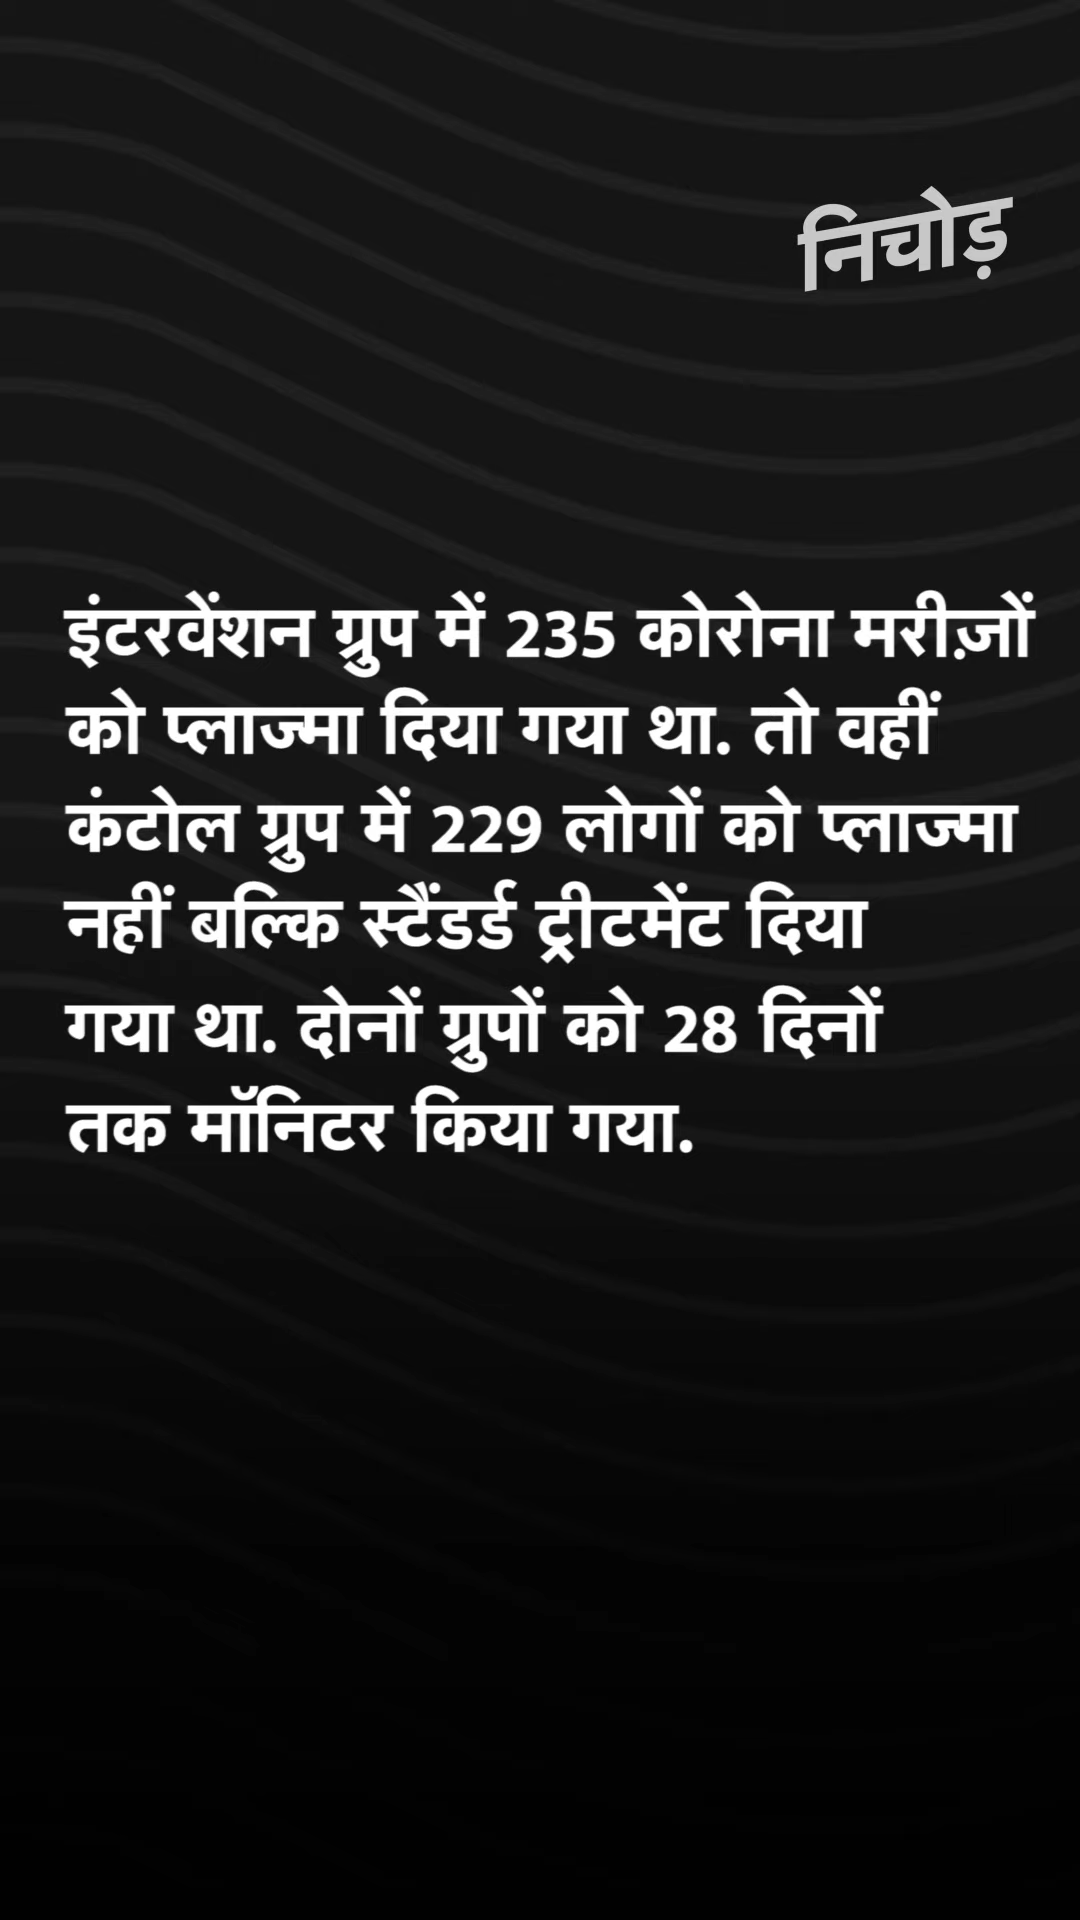 निचोड़
इंटरवेंशन ग्रुप में 235 कोरोना मरीज़ों
को प्लाज्मा दिया गया था. तो वहीं
कंटोल ग्रुप में 229 लोगों को प्लाज्मा
नहीं बल्कि स्टैंडर्ड ट्रीटमेंट दिया
गया था. दोनों ग्रुपों को 28 दिनों
तक मॉनिटर किया गया.